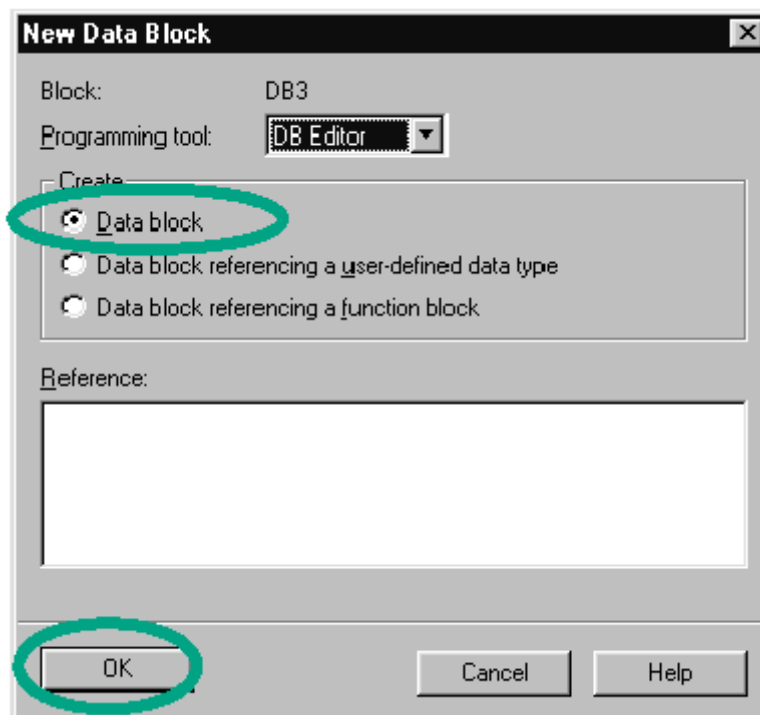 New Data Block
Block: DB3
Programming tool: DB Editor
Create
Data block
Data block referencing a user-defined data type
Data block referencing a function block
Reference:
OK Cancel Help